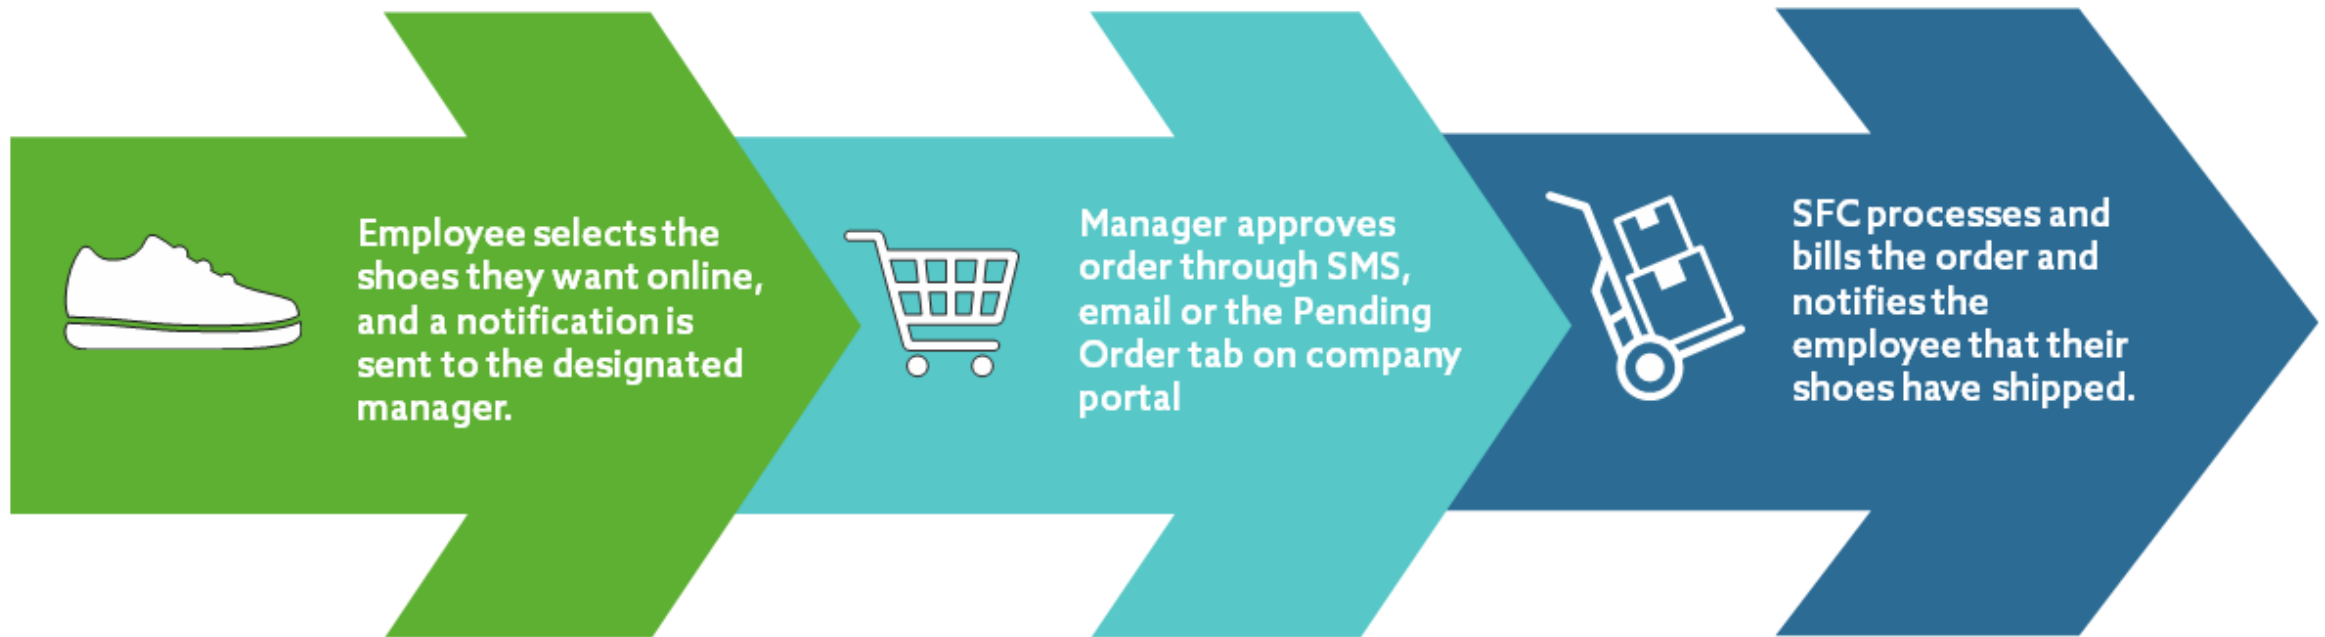 Employee selects the
shoes they want online,
and a notification is
sent to the designated
manager.
Manager approves
order through SMS,
email or the Pending
Order tab on company
portal
SFC processes and
bills the order and
notifies the
employee that their
shoes have shipped.